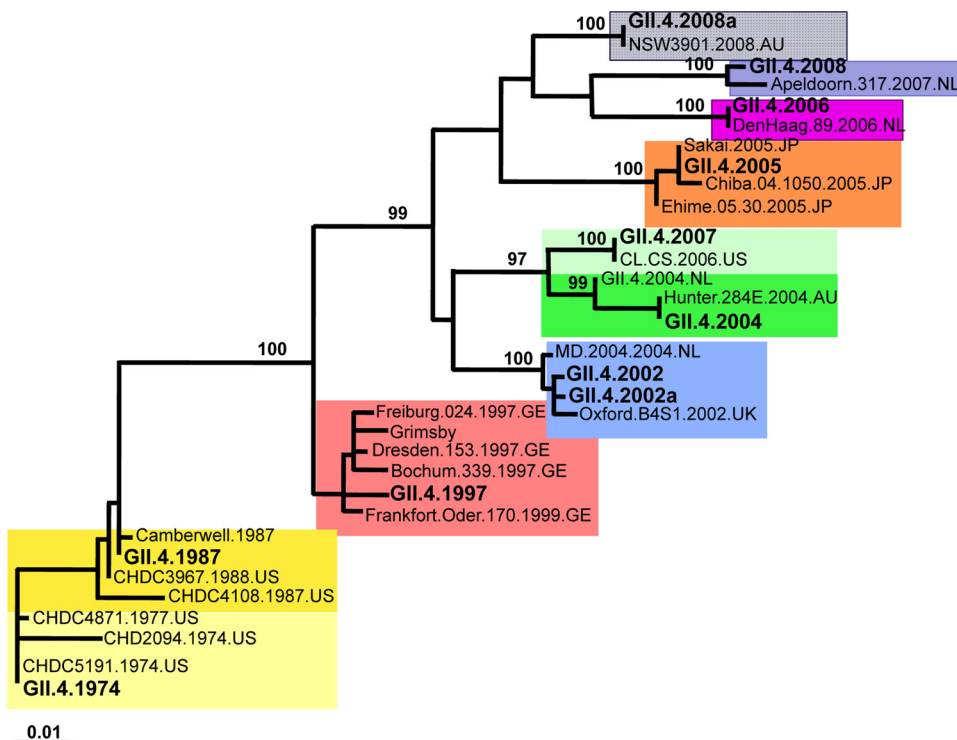 100
GII.4.2008a
NSW3901.2008.AU
100
GII.4.2008
Apeldoorn.317.2007.NL
100
GII.4.2006
DenHaag.89.2006.NL
Sakai.2005.JP
100
GII.4.2005
Chiba.04.1050.2005.JP
Ehime.05.30.2005.JP
99
100
GII.4.2007
CL.CS.2006.US
97
GII.4.2004.NL
99
Hunter.284E.2004.AU
GII.4.2004
100
MD.2004.2004.NL
100
GII.4.2002
GII.4.2002a
Oxford.B4S1.2002.UK
Freiburg.024.1997.GE
Grimsby
Dresden.153.1997.GE
Bochum.339.1997.GE
GII.4.1997
Frankfort.Oder.170.1999.GE
Camberwell.1987
GII.4.1987
CHDC3967.1988.US
CHDC4108.1987.US
CHDC4871.1977.US
CHD2094.1974.US
CHDC5191.1974.US
GII.4.1974
0.01